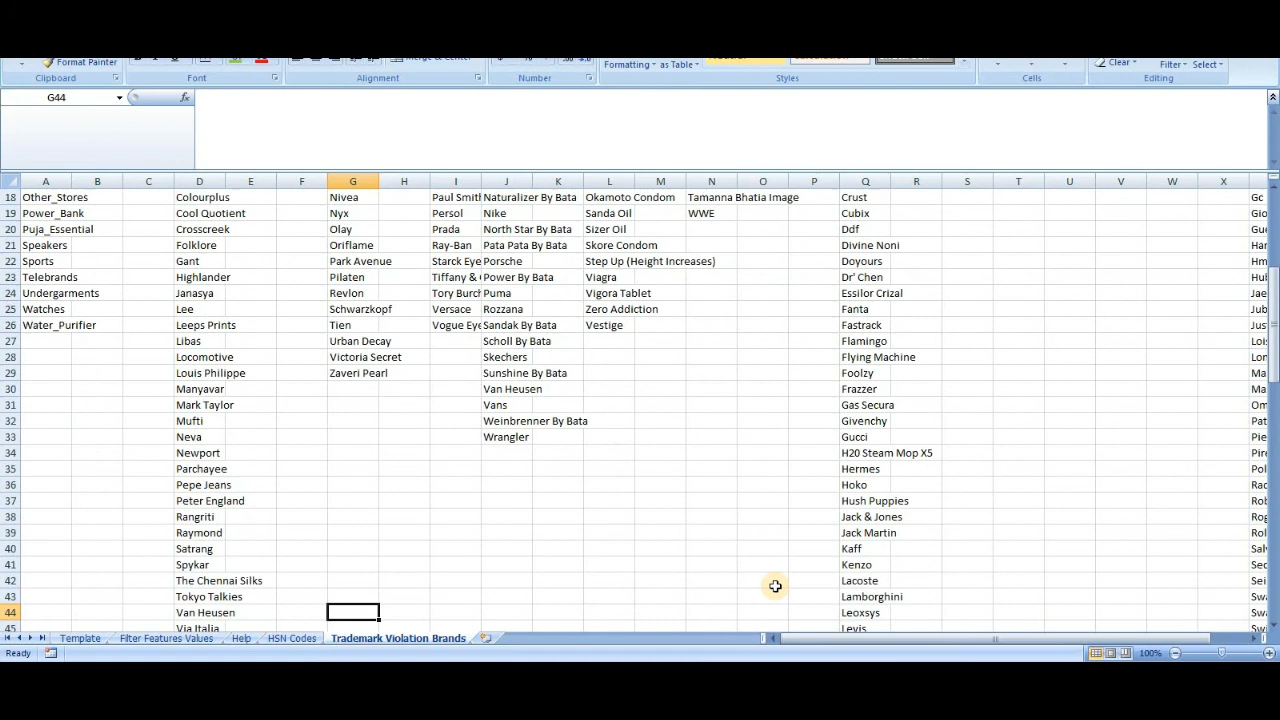 Format Painter
Merge & Center
Formatting as Table
Clear Filter Select
Clipboard Font Alignment Number Styles Cells Editing
G44 fx
A B C D E F G H I J K L M N O P Q R S T U V W X
18 Other_Stores Colourplus Nivea Paul Smith Naturalizer By Bata Okamoto Condom Tamanna Bhatia Image Crust Gc
19 Power_Bank Cool Quotient Nyx Persol Nike Sanda Oil WWE Cubix Gio
20 Puja_Essential Crosscreek Olay Prada North Star By Bata Sizer Oil Ddf Gue
21 Speakers Folklore Oriflame Ray-Ban Pata Pata By Bata Skore Condom Divine Noni Har
22 Sports Gant Park Avenue Starck Eye Porsche Step Up (Height Increases) Doyours Hm
23 Telebrands Highlander Pilaten Tiffany & Power By Bata Viagra Dr' Chen Hub
24 Undergarments Janasya Revlon Tory Burch Puma Vigora Tablet Essilor Crizal Jae
25 Watches Lee Schwarzkopf Versace Rozzana Zero Addiction Fanta Jub
26 Water_Purifier Leeps Prints Tien Vogue Eye Sandak By Bata Vestige Fastrack Jus
27 Libas Urban Decay Scholl By Bata Flamingo Lois
28 Locomotive Victoria Secret Skechers Flying Machine Lon
29 Louis Philippe Zaveri Pearl Sunshine By Bata Foolzy Ma
30 Manyavar Van Heusen Frazzer Ma
31 Mark Taylor Vans Gas Secura Om
32 Mufti Weinbrenner By Bata Givenchy Pat
33 Neva Wrangler Gucci Pie
34 Newport H20 Steam Mop X5 Pire
35 Parchayee Hermes Pol
36 Pepe Jeans Hoko Rad
37 Peter England Hush Puppies Rob
38 Rangriti Jack & Jones Rog
39 Raymond Jack Martin Rol
40 Satrang Kaff Salv
41 Spykar Kenzo Sec
42 The Chennai Silks Lacoste Sei
43 Tokyo Talkies Lamborghini Swa
44 Van Heusen Leoxsys Swa
45 Via Italia Levis
Template Filter Features Values Help HSN Codes Trademark Violation Brands
Ready 100%